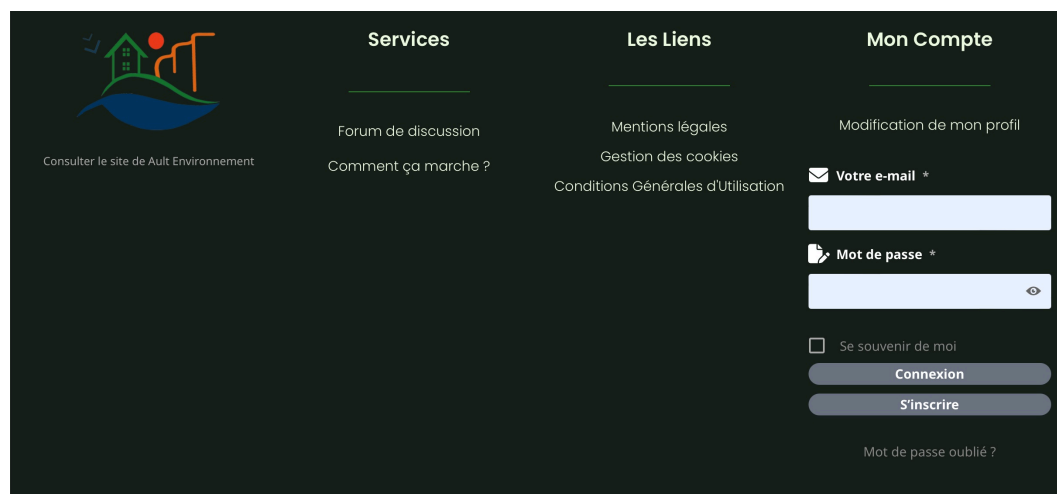 Consulter le site de Ault Environnement
Services
Forum de discussion
Comment ça marche ?
Les Liens
Mentions légales
Gestion des cookies
Conditions Générales d'Utilisation
Mon Compte
Modification de mon profil
Votre e-mail *
Mot de passe *
Se souvenir de moi
Connexion
S'inscrire
Mot de passe oublié ?